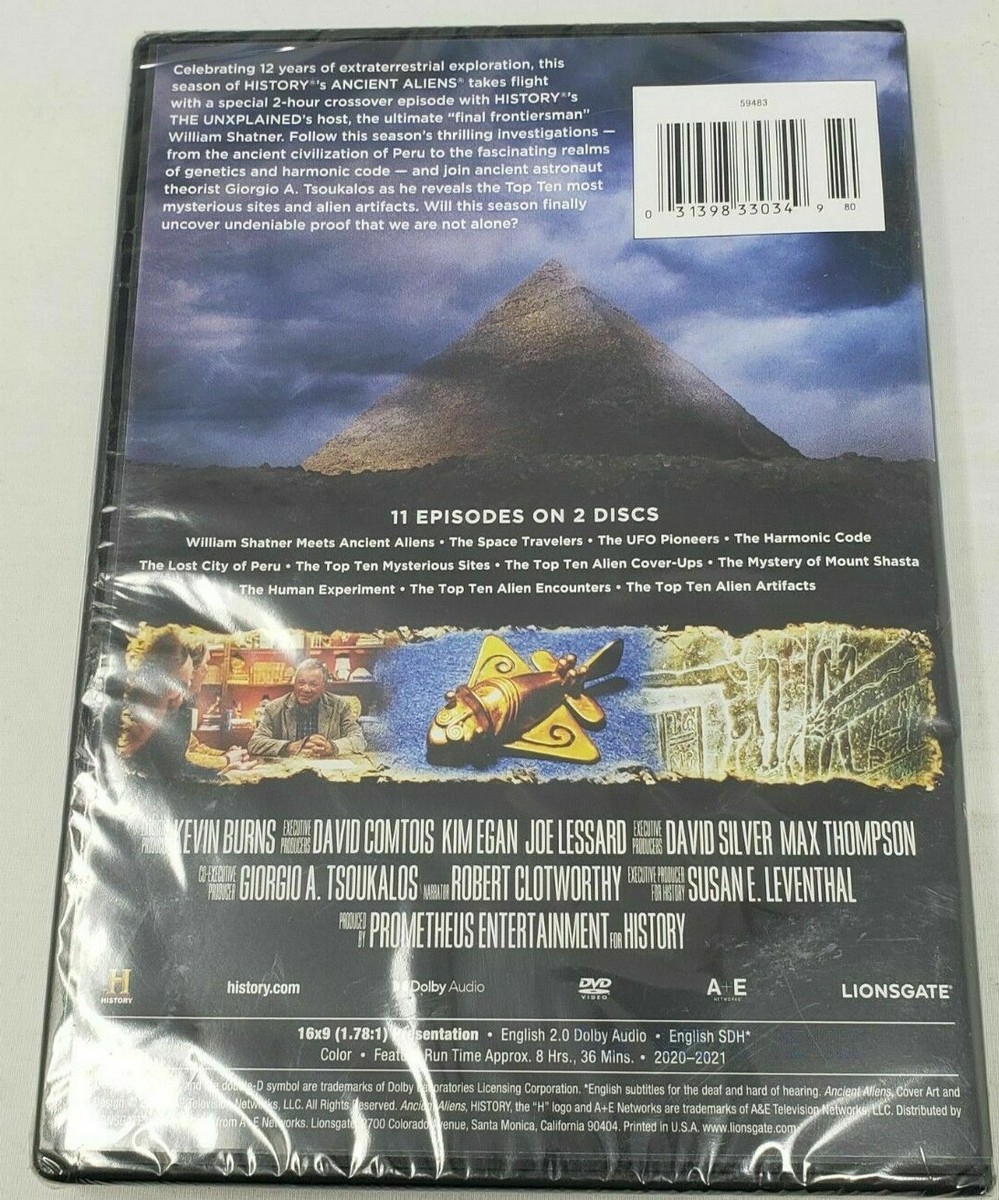 Celebrating 12 years of extraterrestrial exploration, this
season of HISTORY®'s ANCIENT ALIENS® takes flight
with a special 2-hour crossover episode with HISTORY®'s
THE UNXPLAINED's host, the ultimate "final frontiersman"
William Shatner. Follow this season's thrilling investigations —
from the ancient civilization of Peru to the fascinating realms
of genetics and harmonic code — and join ancient astronaut
theorist Giorgio A. Tsoukalos as he reveals the Top Ten most
mysterious sites and alien artifacts. Will this season finally
uncover undeniable proof that we are not alone?
59483
0 31398 33034 9 80
11 EPISODES ON 2 DISCS
William Shatner Meets Ancient Aliens • The Space Travelers • The UFO Pioneers • The Harmonic Code
The Lost City of Peru • The Top Ten Mysterious Sites • The Top Ten Alien Cover-Ups • The Mystery of Mount Shasta
The Human Experiment • The Top Ten Alien Encounters • The Top Ten Alien Artifacts
KEVIN BURNS EXECUTIVE PRODUCERS DAVID COMTOIS KIM EGAN JOE LESSARD EXECUTIVE PRODUCERS DAVID SILVER MAX THOMPSON
CO-EXECUTIVE PRODUCER GIORGIO A. TSOUKALOS NARRATOR ROBERT CLOTWORTHY EXECUTIVE PRODUCER FOR HISTORY SUSAN E. LEVENTHAL
PRODUCED BY PROMETHEUS ENTERTAINMENT FOR HISTORY
H HISTORY history.com Dolby Audio DVD VIDEO A+E NETWORKS LIONSGATE®
16x9 (1.78:1) Presentation • English 2.0 Dolby Audio • English SDH*
Color • Feature Run Time Approx. 8 Hrs., 36 Mins. • 2020–2021
and the double-D symbol are trademarks of Dolby Laboratories Licensing Corporation. *English subtitles for the deaf and hard of hearing. Ancient Aliens, Cover Art and
Design Television Networks, LLC. All Rights Reserved. Ancient Aliens, HISTORY, the "H" logo and A+E Networks are trademarks of A&E Television Networks, LLC. Distributed by
from A+E Networks. Lionsgate 2700 Colorado Avenue, Santa Monica, California 90404. Printed in U.S.A. www.lionsgate.com